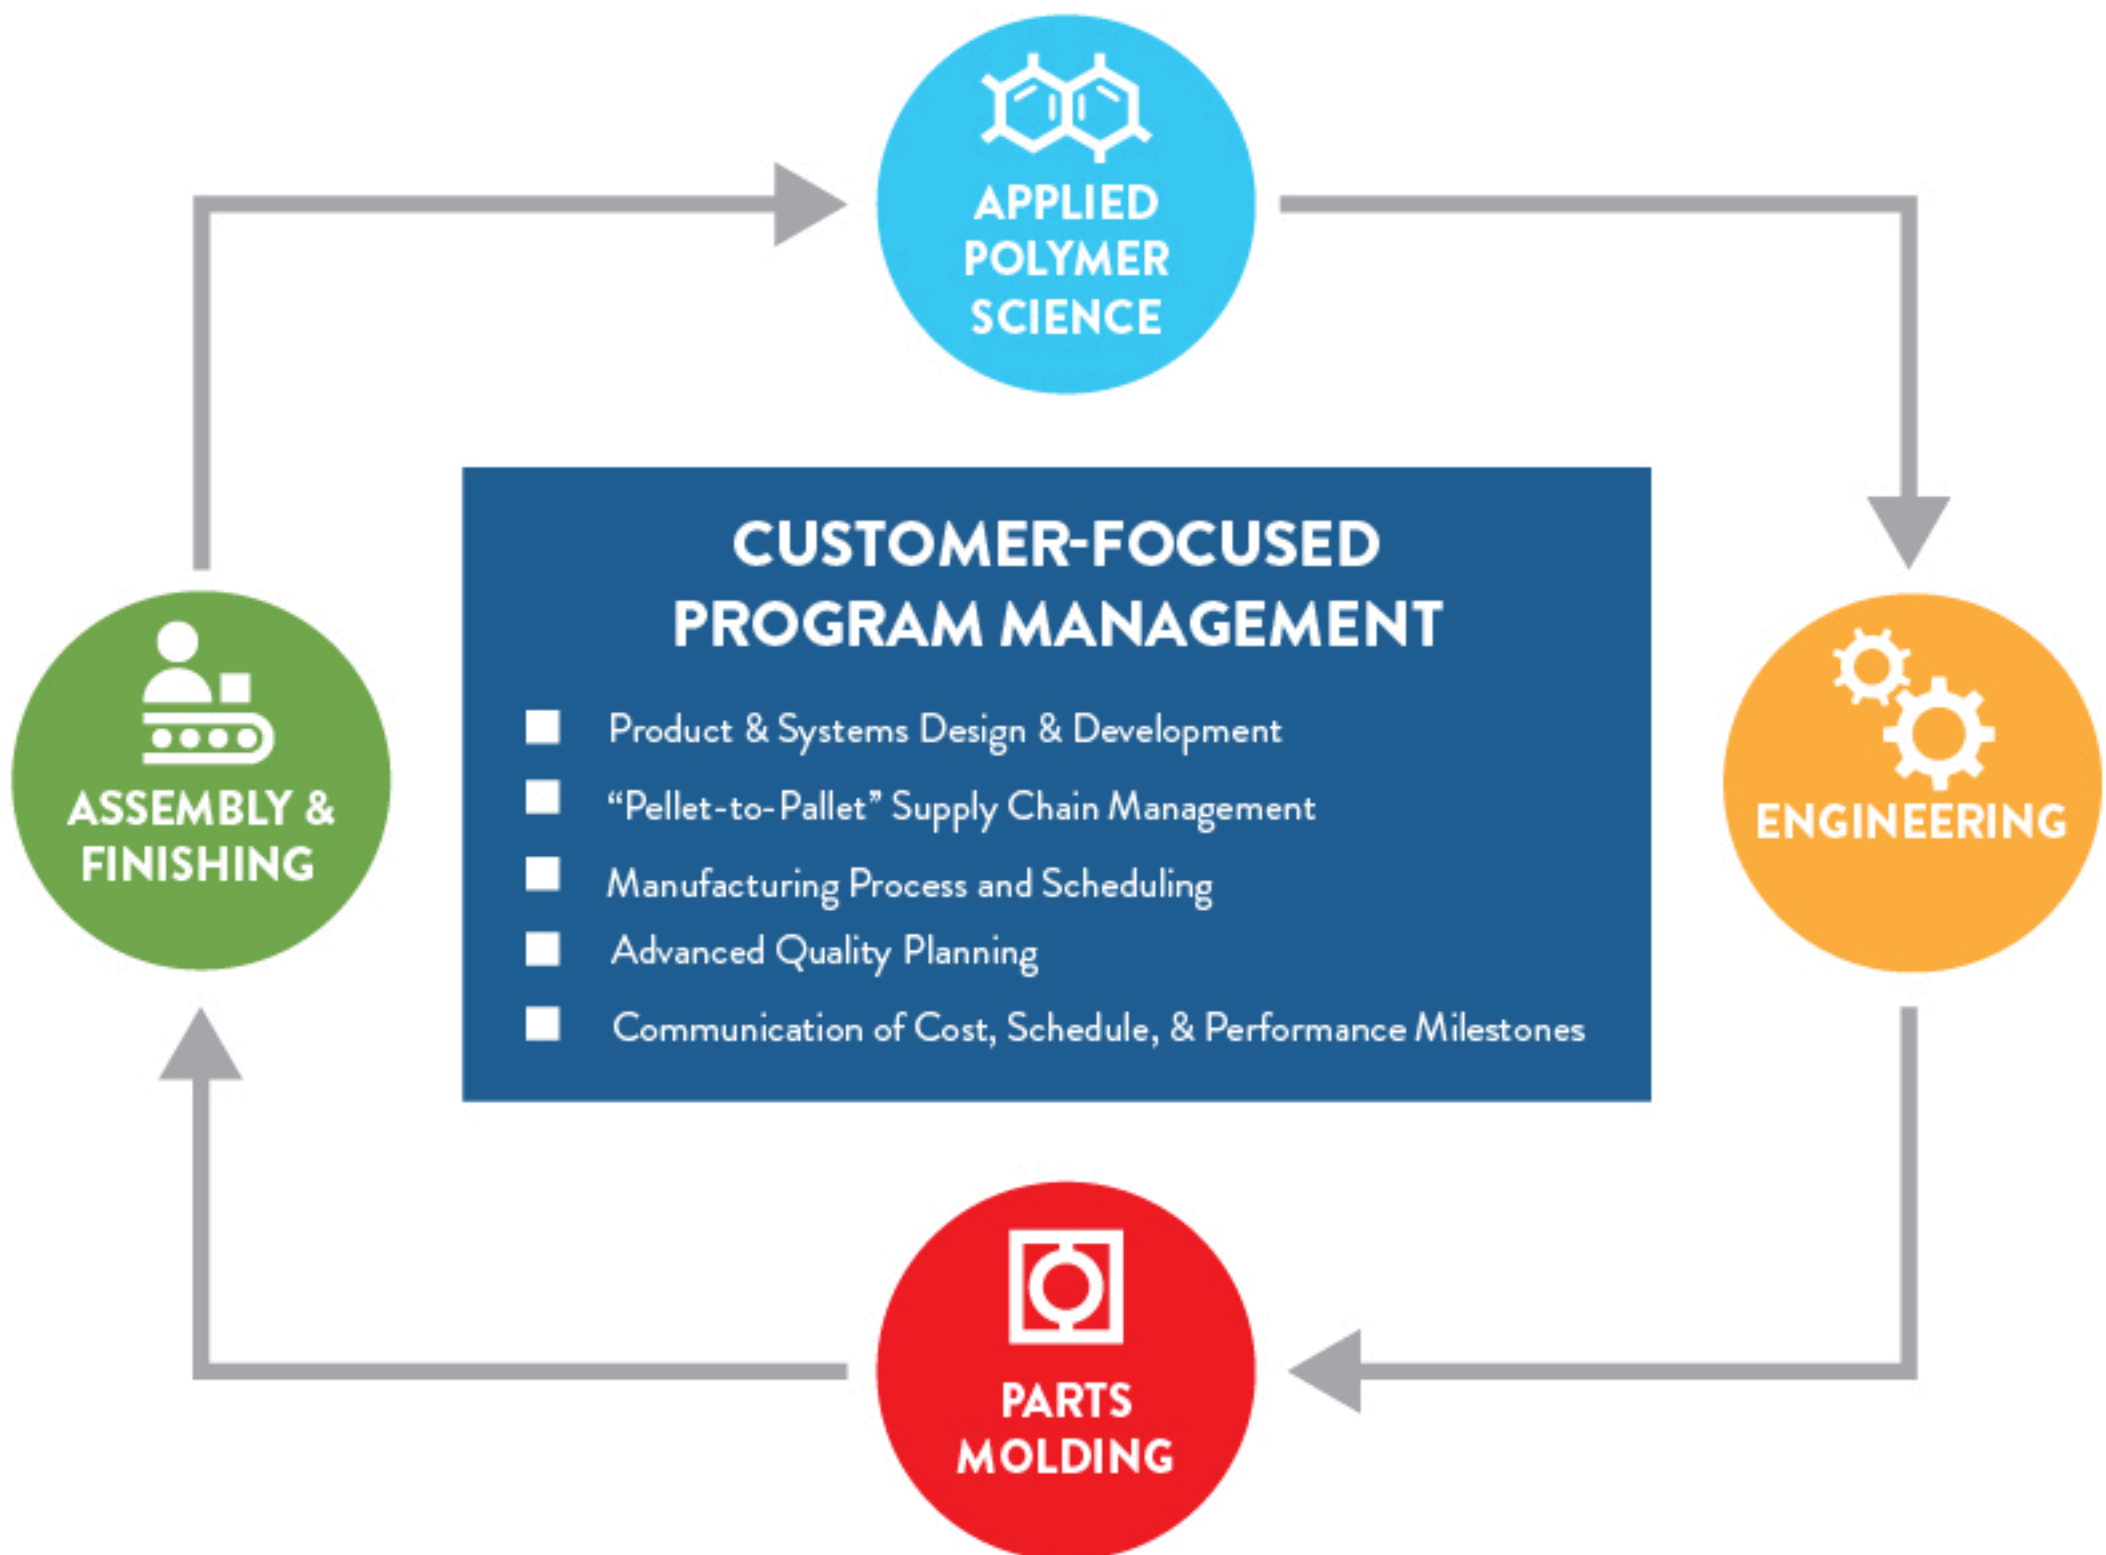 APPLIED
POLYMER
SCIENCE
CUSTOMER-FOCUSED
PROGRAM MANAGEMENT
Product & Systems Design & Development
“Pellet-to-Pallet” Supply Chain Management
Manufacturing Process and Scheduling
Advanced Quality Planning
Communication of Cost, Schedule, & Performance Milestones
ASSEMBLY &
FINISHING
ENGINEERING
PARTS
MOLDING